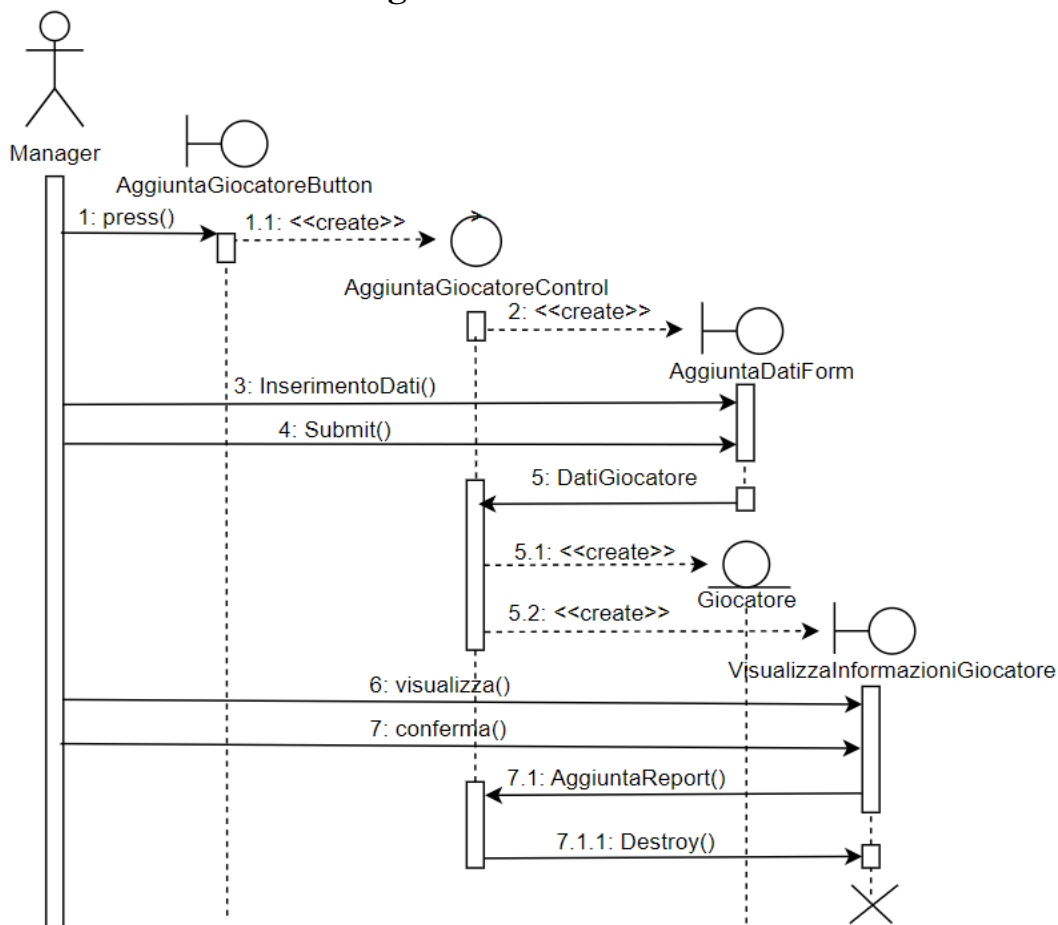 Manager
AggiuntaGiocatoreButton
1: press()
1.1: <<create>>
AggiuntaGiocatoreControl
2: <<create>>
AggiuntaDatiForm
3: InserimentoDati()
4: Submit()
5: DatiGiocatore
5.1: <<create>>
Giocatore
5.2: <<create>>
VisualizzaInformazioniGiocatore
6: visualizza()
7: conferma()
7.1: AggiuntaReport()
7.1.1: Destroy()